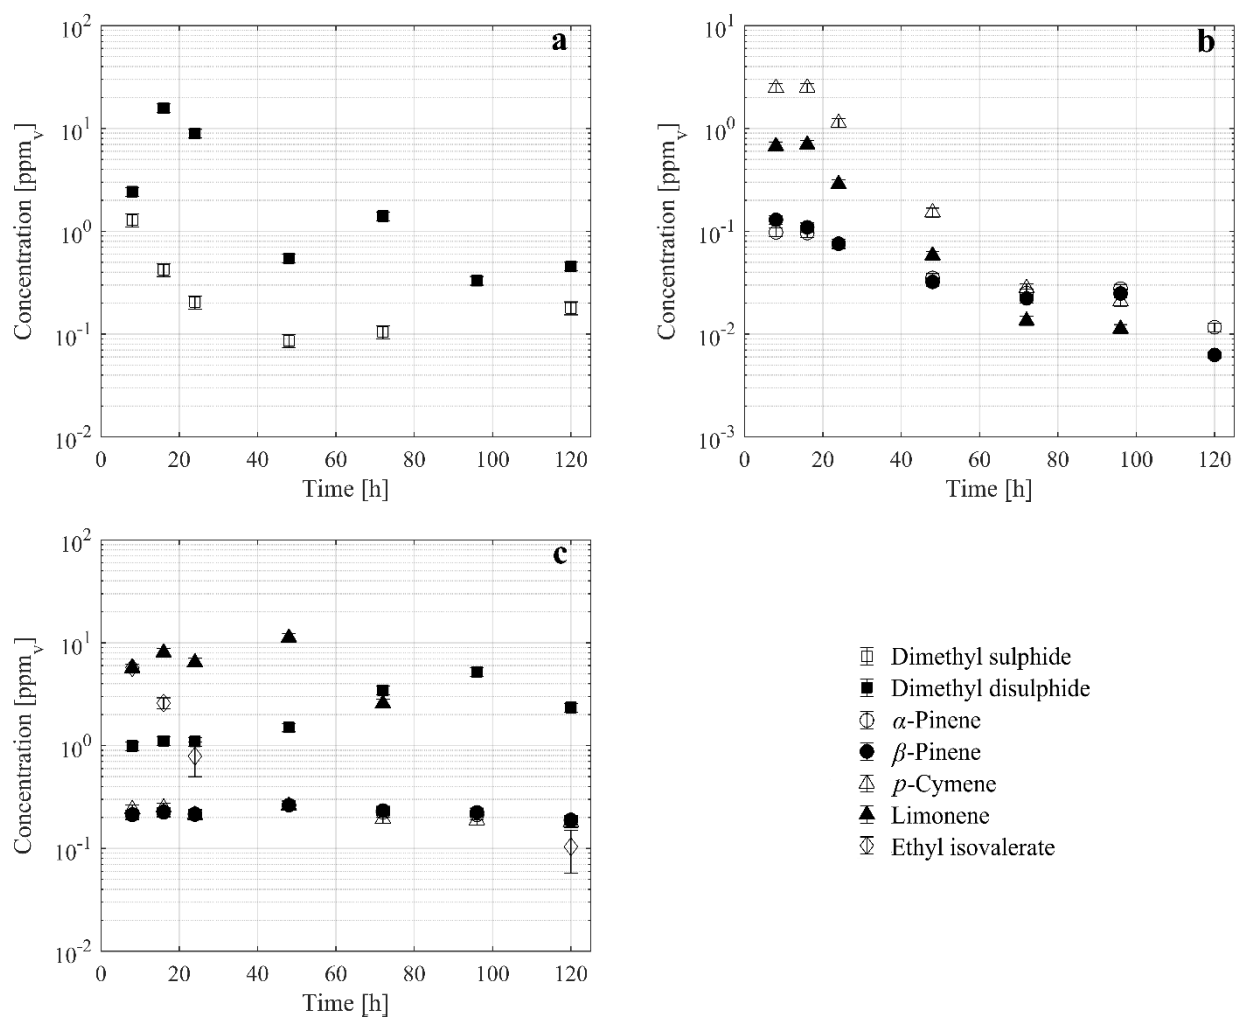 a
10²
10¹
10⁰
10⁻¹
10⁻²
Concentration [ppmᵥ]
0 20 40 60 80 100 120
Time [h]
b
10¹
10⁰
10⁻¹
10⁻²
10⁻³
Concentration [ppmᵥ]
0 20 40 60 80 100 120
Time [h]
c
10²
10¹
10⁰
10⁻¹
10⁻²
Concentration [ppmᵥ]
0 20 40 60 80 100 120
Time [h]
Dimethyl sulphide
Dimethyl disulphide
α-Pinene
β-Pinene
p-Cymene
Limonene
Ethyl isovalerate